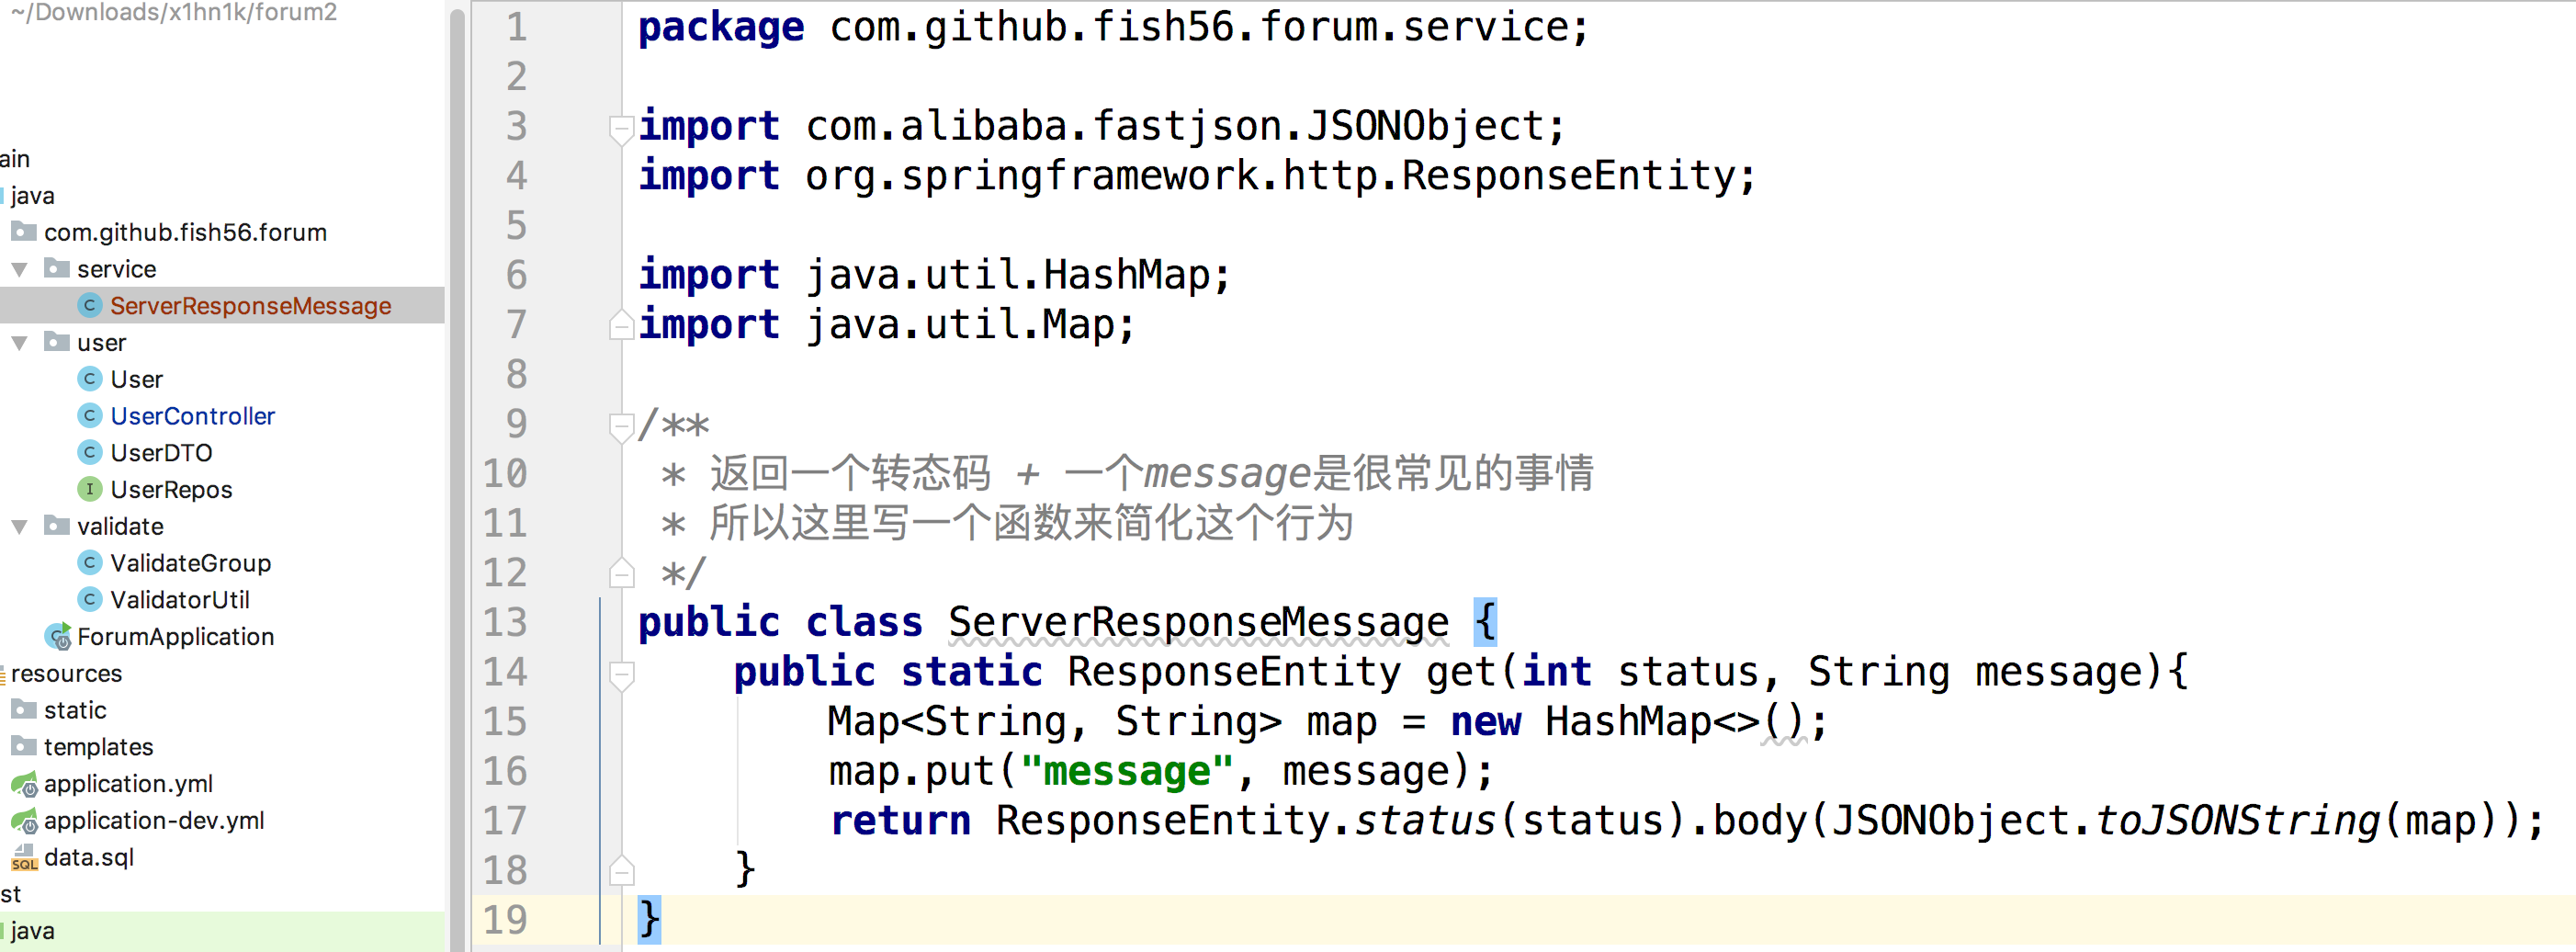 ~/Downloads/x1hn1k/forum2
ain
java
com.github.fish56.forum
service
ServerResponseMessage
user
User
UserController
UserDTO
UserRepos
validate
ValidateGroup
ValidatorUtil
ForumApplication
resources
static
templates
application.yml
application-dev.yml
data.sql
st
java
1 package com.github.fish56.forum.service;
2
3 import com.alibaba.fastjson.JSONObject;
4 import org.springframework.http.ResponseEntity;
5
6 import java.util.HashMap;
7 import java.util.Map;
8
9 /**
10 * 返回一个转态码 + 一个message是很常见的事情
11 * 所以这里写一个函数来简化这个行为
12 */
13 public class ServerResponseMessage {
14 public static ResponseEntity get(int status, String message){
15 Map<String, String> map = new HashMap<>();
16 map.put("message", message);
17 return ResponseEntity.status(status).body(JSONObject.toJSONString(map));
18 }
19 }